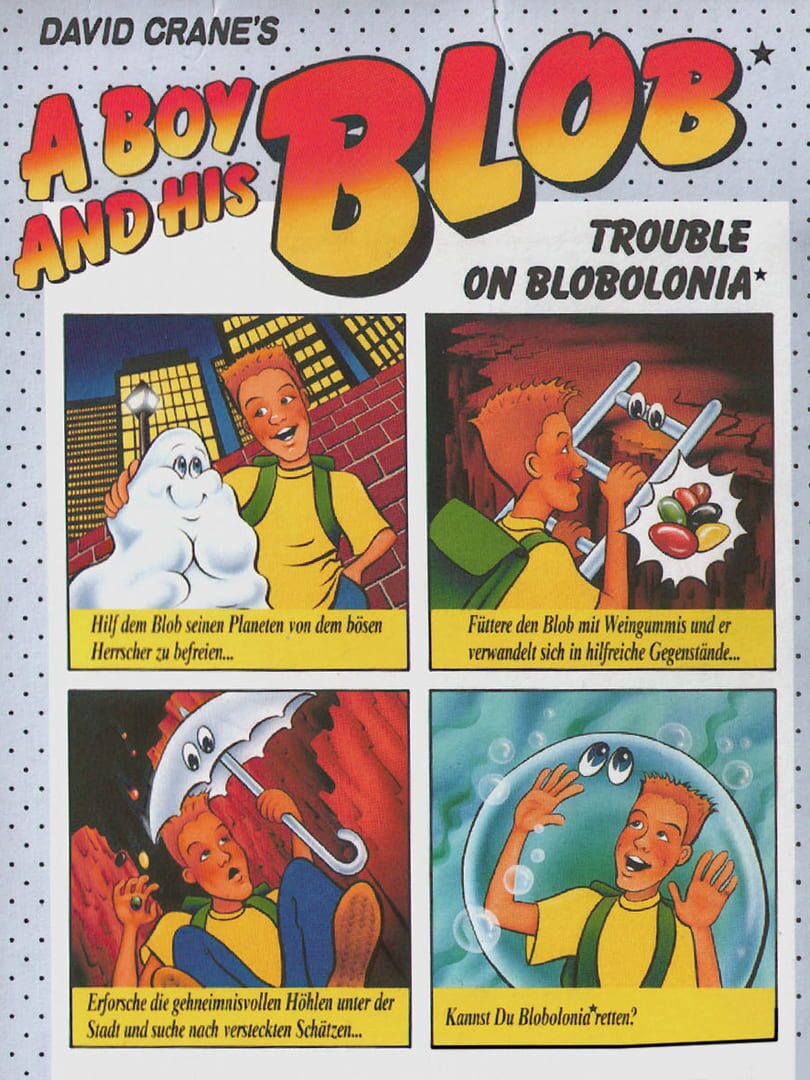 DAVID CRANE'S
A BOY
AND HIS
BLOB★
TROUBLE
ON BLOBOLONIA★
Hilf dem Blob seinen Planeten von dem bösen
Herrscher zu befreien...
Füttere den Blob mit Weingummis und er
verwandelt sich in hilfreiche Gegenstände...
Erforsche die gehneimnisvollen Höhlen unter der
Stadt und suche nach versteckten Schätzen...
Kannst Du Blobolonia★retten?